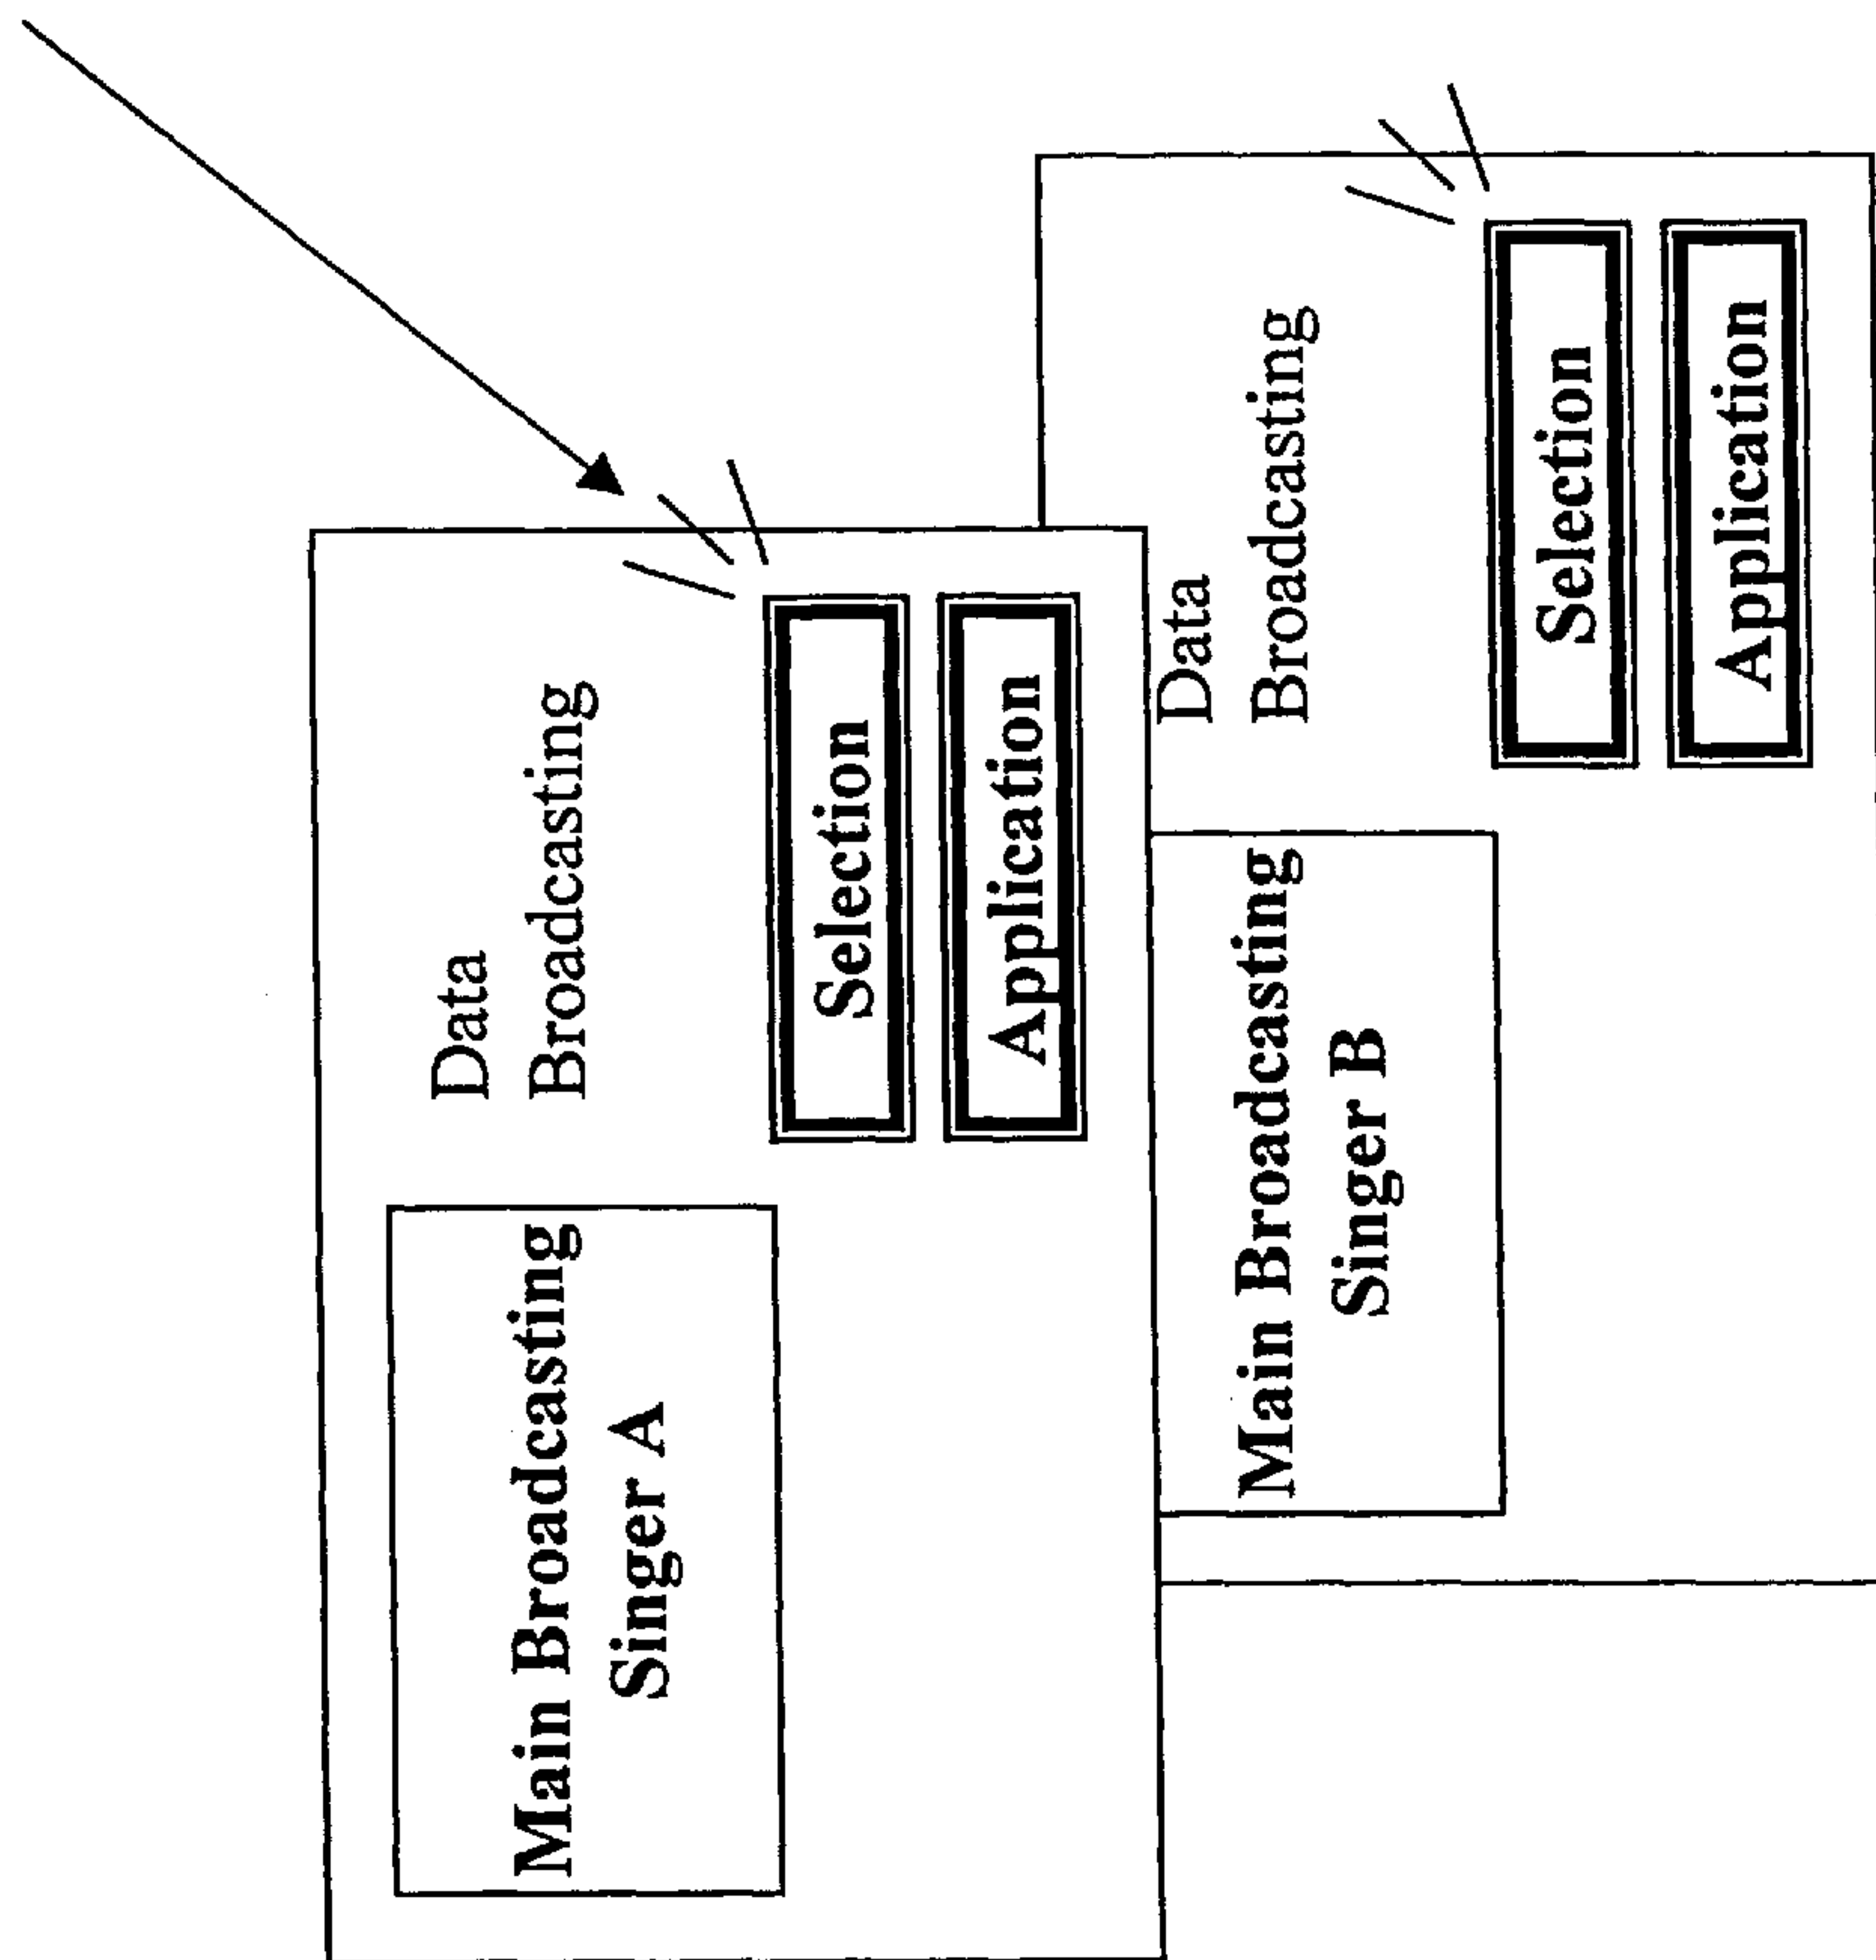 Data
Broadcasting
Selection
Application
Main Broadcasting
Singer A
Data
Broadcasting
Selection
Application
Main Broadcasting
Singer B